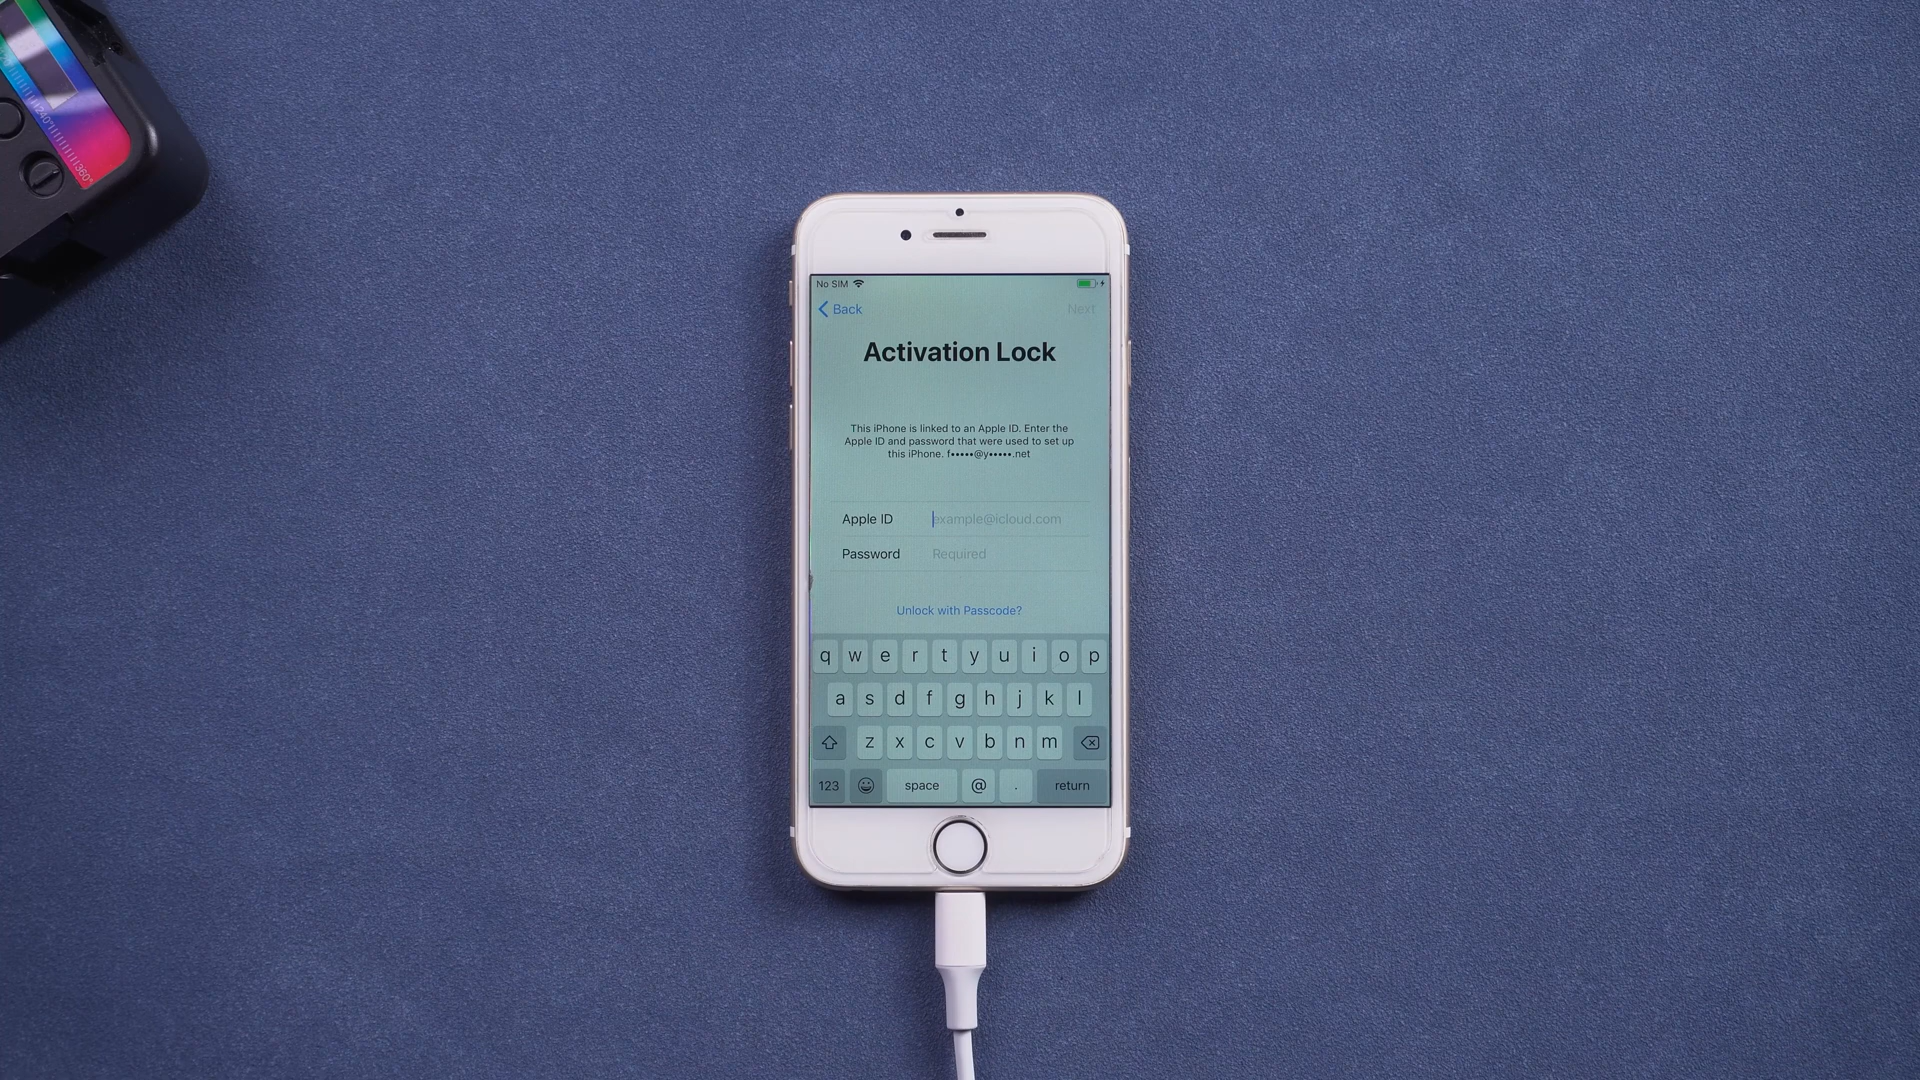 240°
360°
No SIM
Back
Next
Activation Lock
This iPhone is linked to an Apple ID. Enter the
Apple ID and password that were used to set up
this iPhone. f•••••@y•••••.net
Apple ID example@icloud.com
Password Required
Unlock with Passcode?
q w e r t y u i o p
a s d f g h j k l
z x c v b n m
123 space @ . return